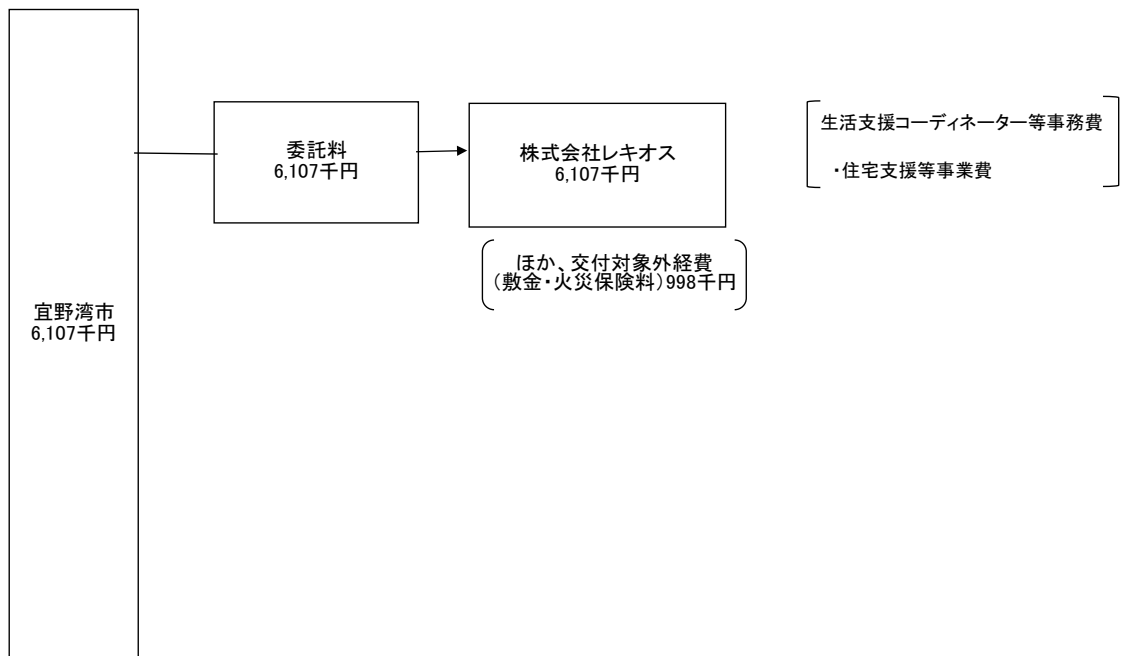 宜野湾市
6,107千円
委託料
6,107千円
株式会社レキオス
6,107千円
ほか、交付対象外経費
(敷金・火災保険料)998千円
生活支援コーディネーター等事務費
・住宅支援等事業費